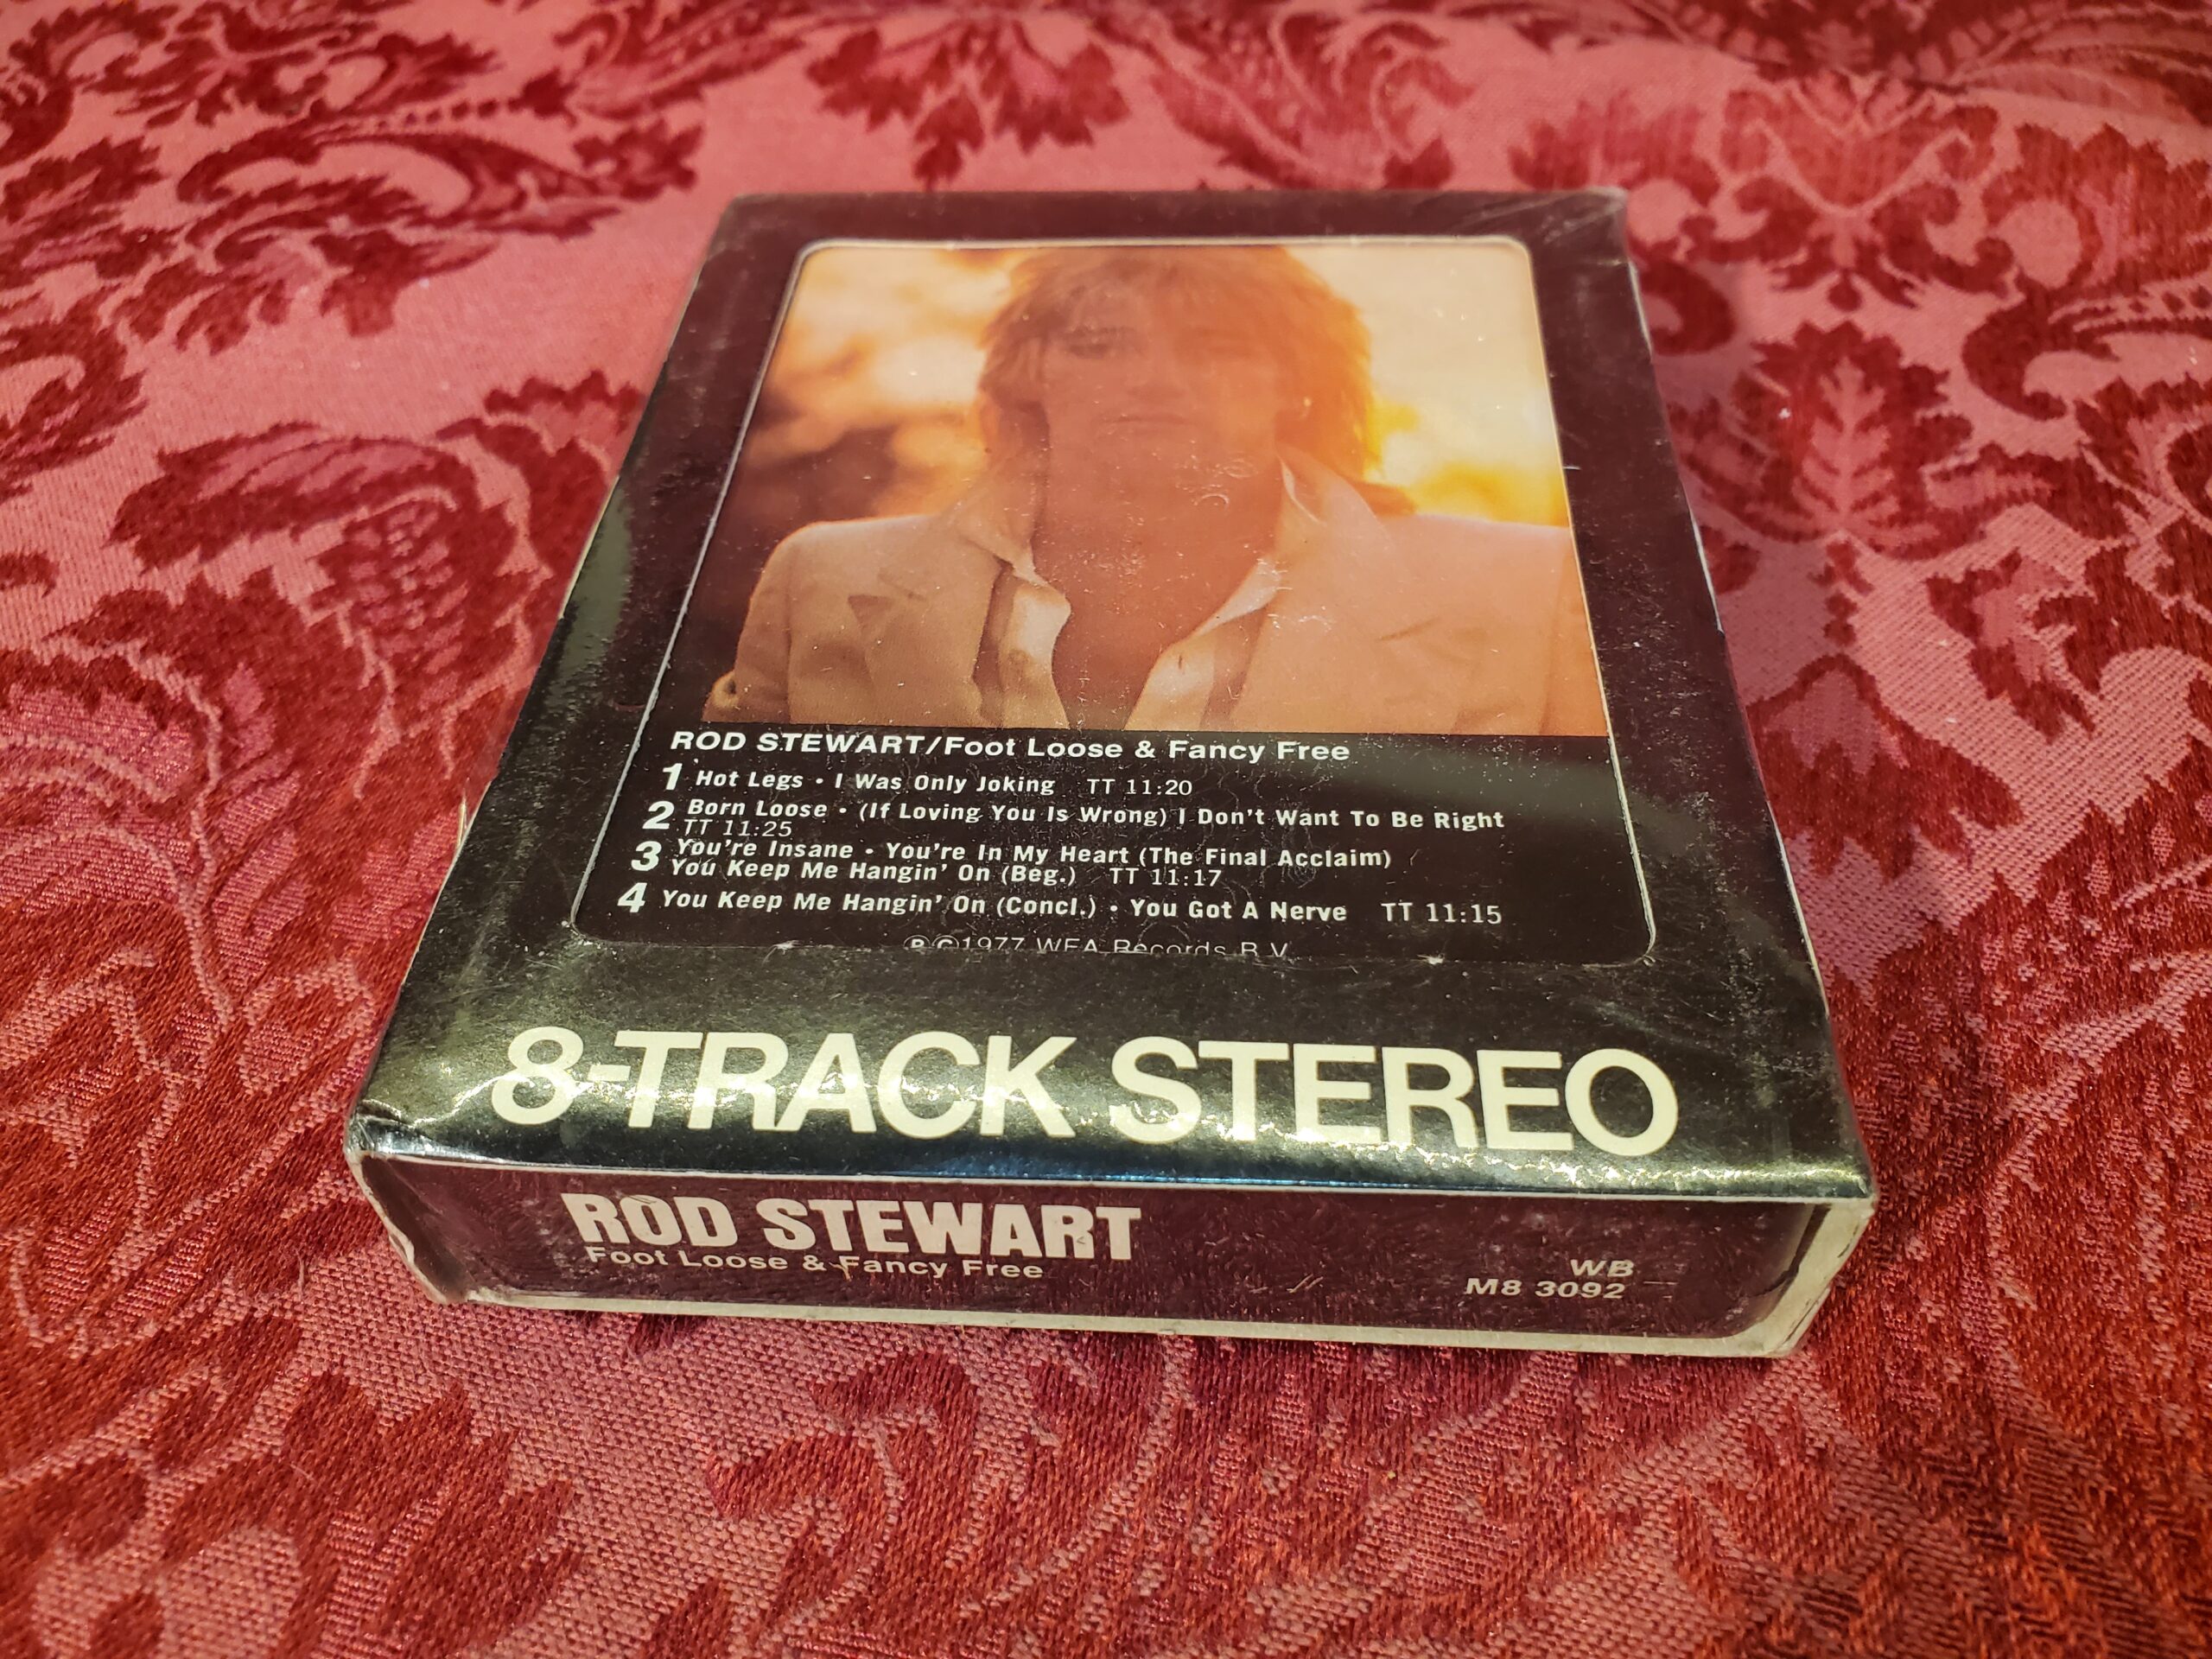 ROD STEWART/Foot Loose & Fancy Free
1 Hot Legs • I Was Only Joking TT 11:20
2 Born Loose • (If Loving You Is Wrong) I Don't Want To Be Right
TT 11:25
3 You're Insane • You're In My Heart (The Final Acclaim)
You Keep Me Hangin' On (Beg.) TT 11:17
4 You Keep Me Hangin' On (Concl.) • You Got A Nerve TT 11:15
℗©1977 WEA Records B.V.
8-TRACK STEREO
ROD STEWART
Foot Loose & Fancy Free
WB
M8 3092